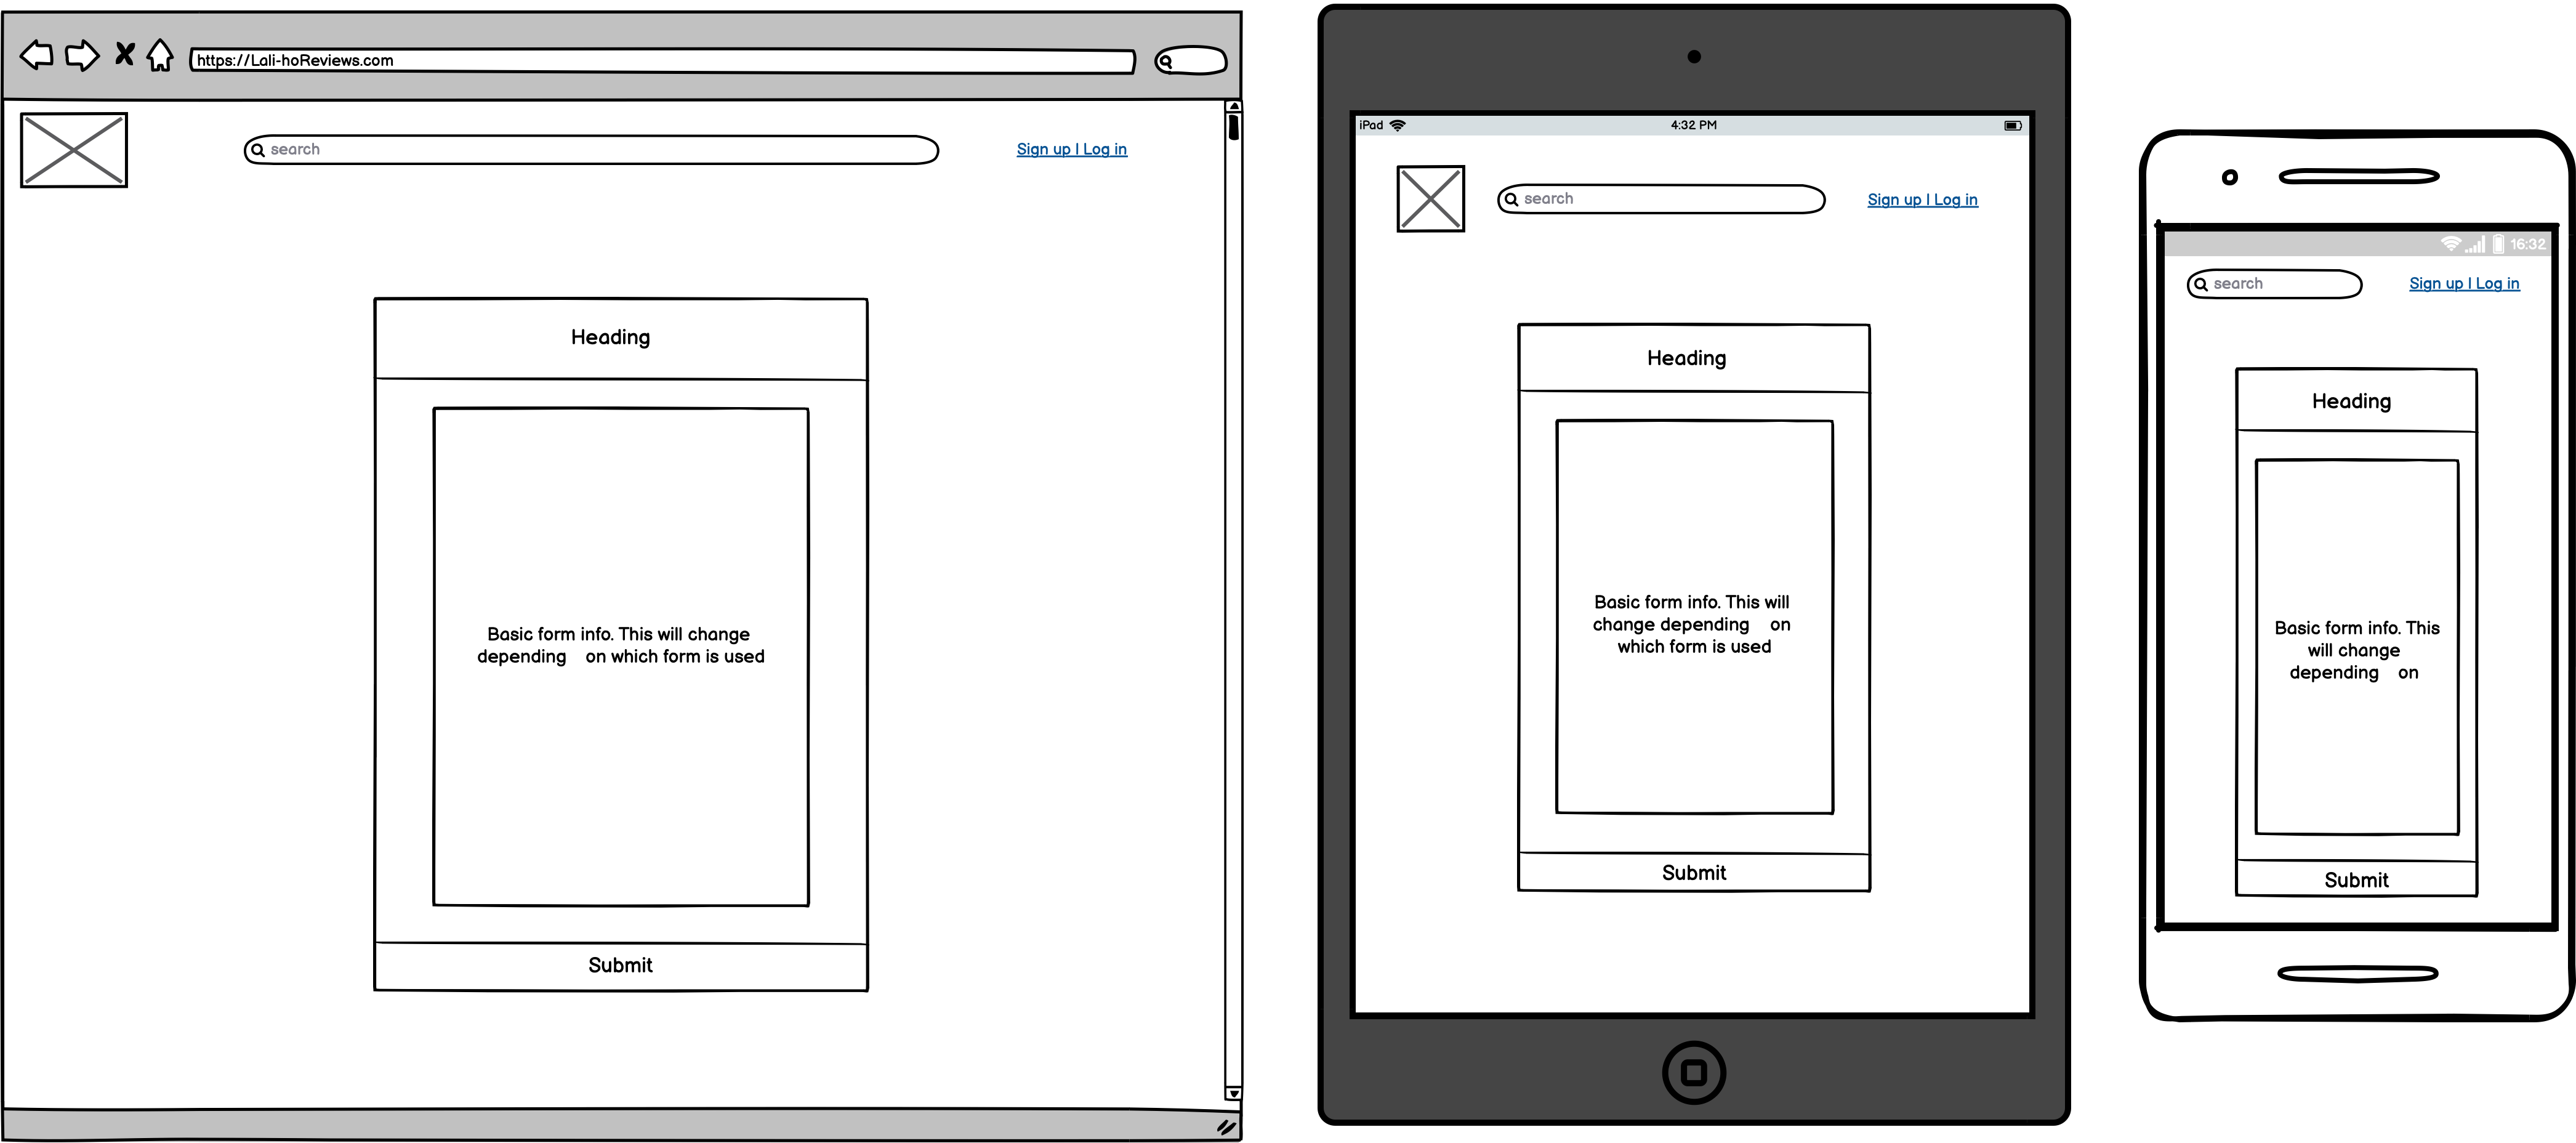 https://Lali-hoReviews.com
search
Sign up | Log in
Heading
Basic form info. This will change
depending on which form is used
Submit
iPad
4:32 PM
search
Sign up | Log in
Heading
Basic form info. This will
change depending on
which form is used
Submit
16:32
search
Sign up | Log in
Heading
Basic form info. This
will change
depending on
Submit